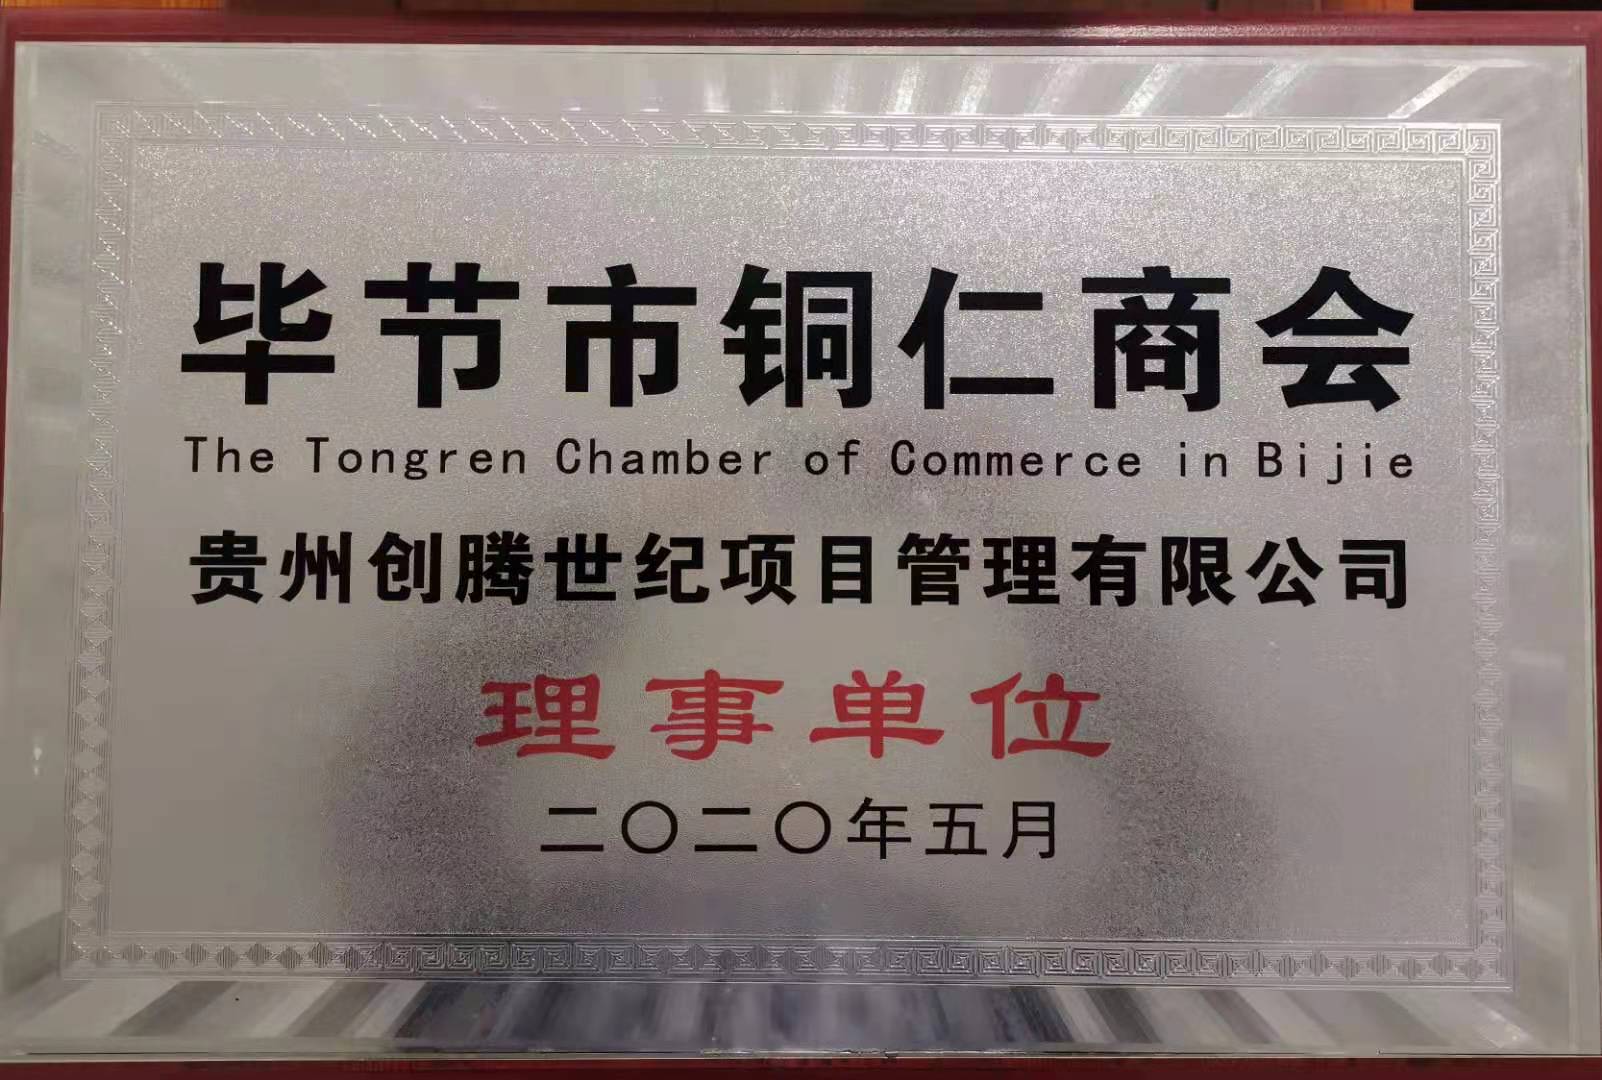 毕节市铜仁商会
The Tongren Chamber of Commerce in Bijie
贵州创腾世纪项目管理有限公司
理事单位
二〇二〇年五月